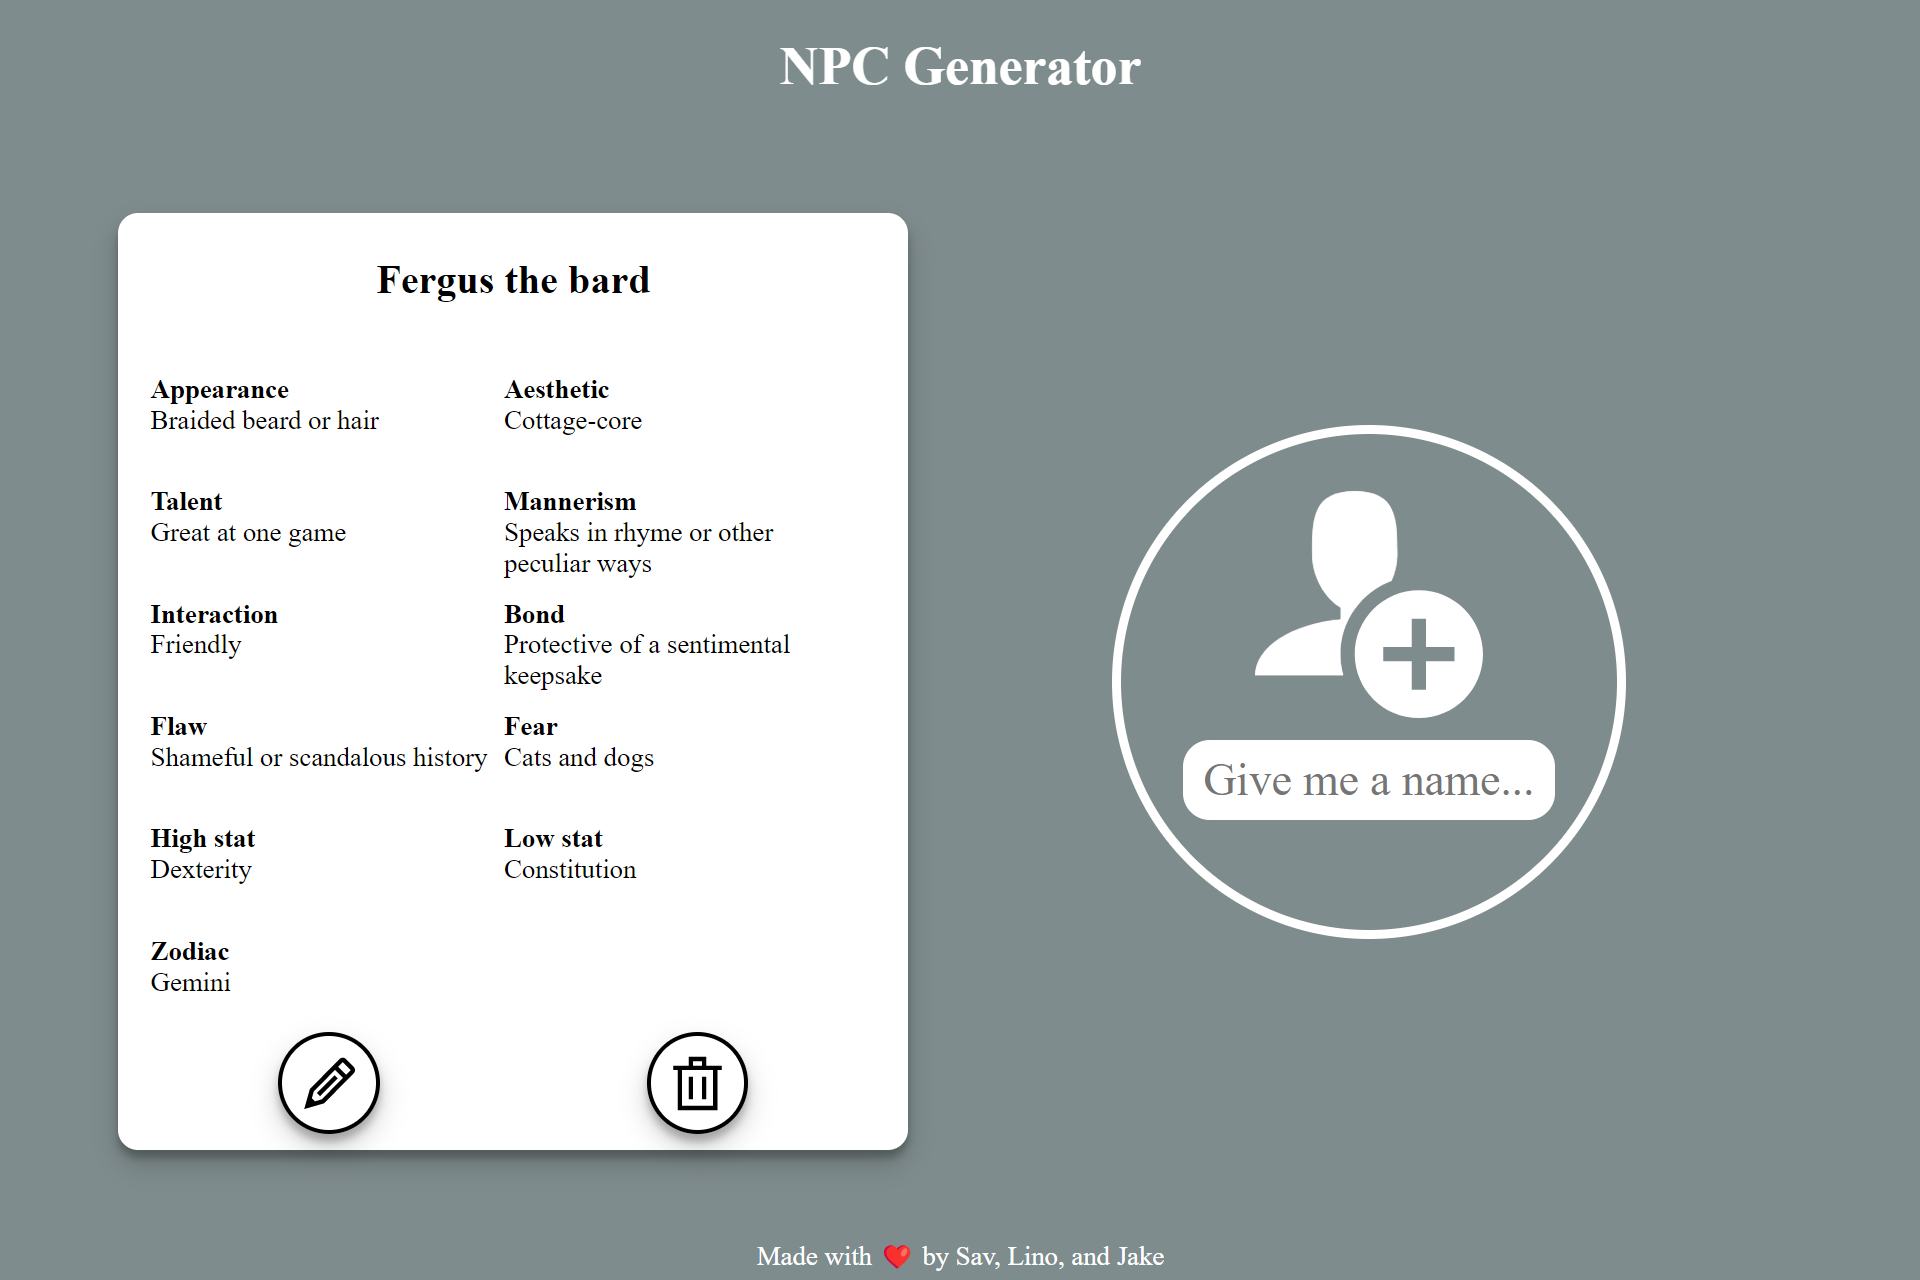 NPC Generator
Fergus the bard
Appearance
Braided beard or hair
Aesthetic
Cottage-core
Talent
Great at one game
Mannerism
Speaks in rhyme or other
peculiar ways
Interaction
Friendly
Bond
Protective of a sentimental
keepsake
Flaw
Shameful or scandalous history
Fear
Cats and dogs
High stat
Dexterity
Low stat
Constitution
Zodiac
Gemini
Give me a name...
Made with ❤️ by Sav, Lino, and Jake